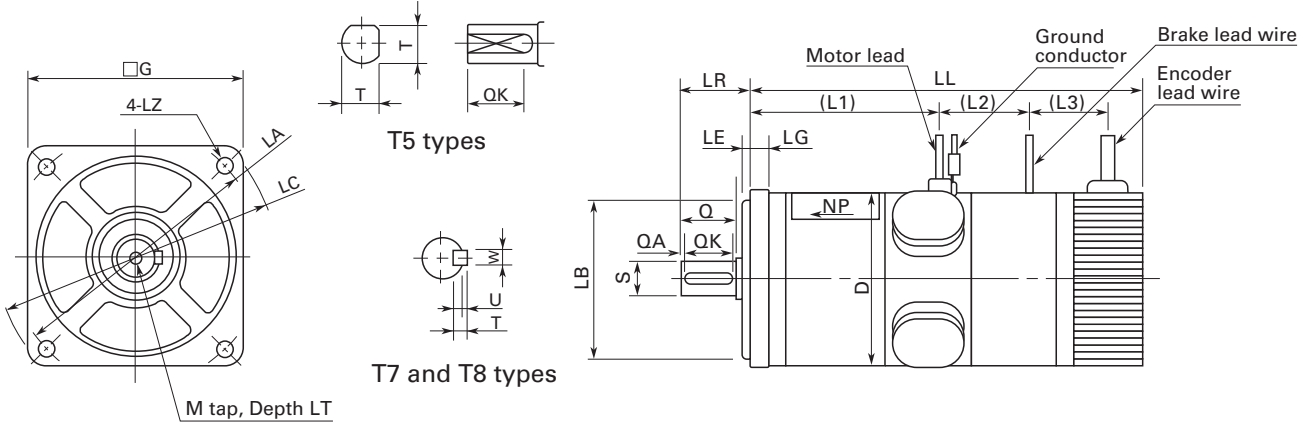 □G
4-LZ
LA
LC
M tap, Depth LT
T
T
QK
T5 types
W
U
T
T7 and T8 types
Motor lead
Ground
conductor
Brake lead wire
Encoder
lead wire
LR
LL
(L1)
(L2)
(L3)
LE
LG
NP
Q
QA
QK
S
LB
D